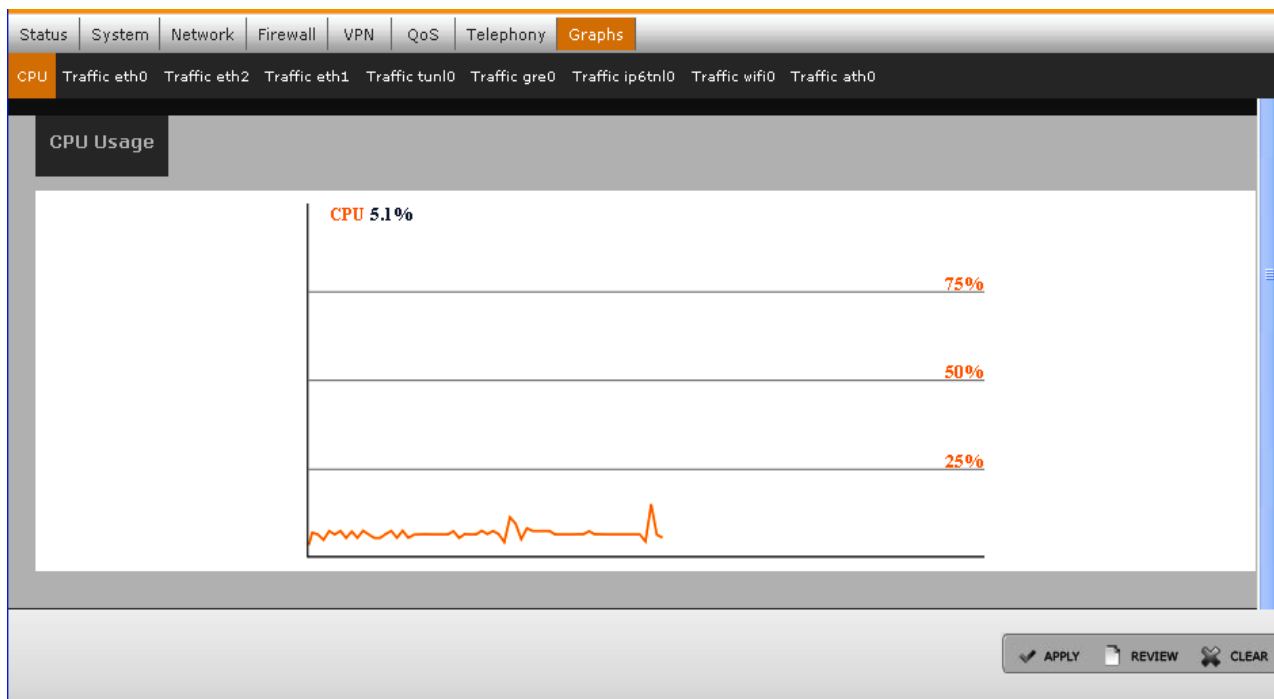 Status System Network Firewall VPN QoS Telephony Graphs
CPU Traffic eth0 Traffic eth2 Traffic eth1 Traffic tunl0 Traffic gre0 Traffic ip6tnl0 Traffic wifi0 Traffic ath0
CPU Usage
CPU 5.1%
75%
50%
25%
APPLY REVIEW CLEAR